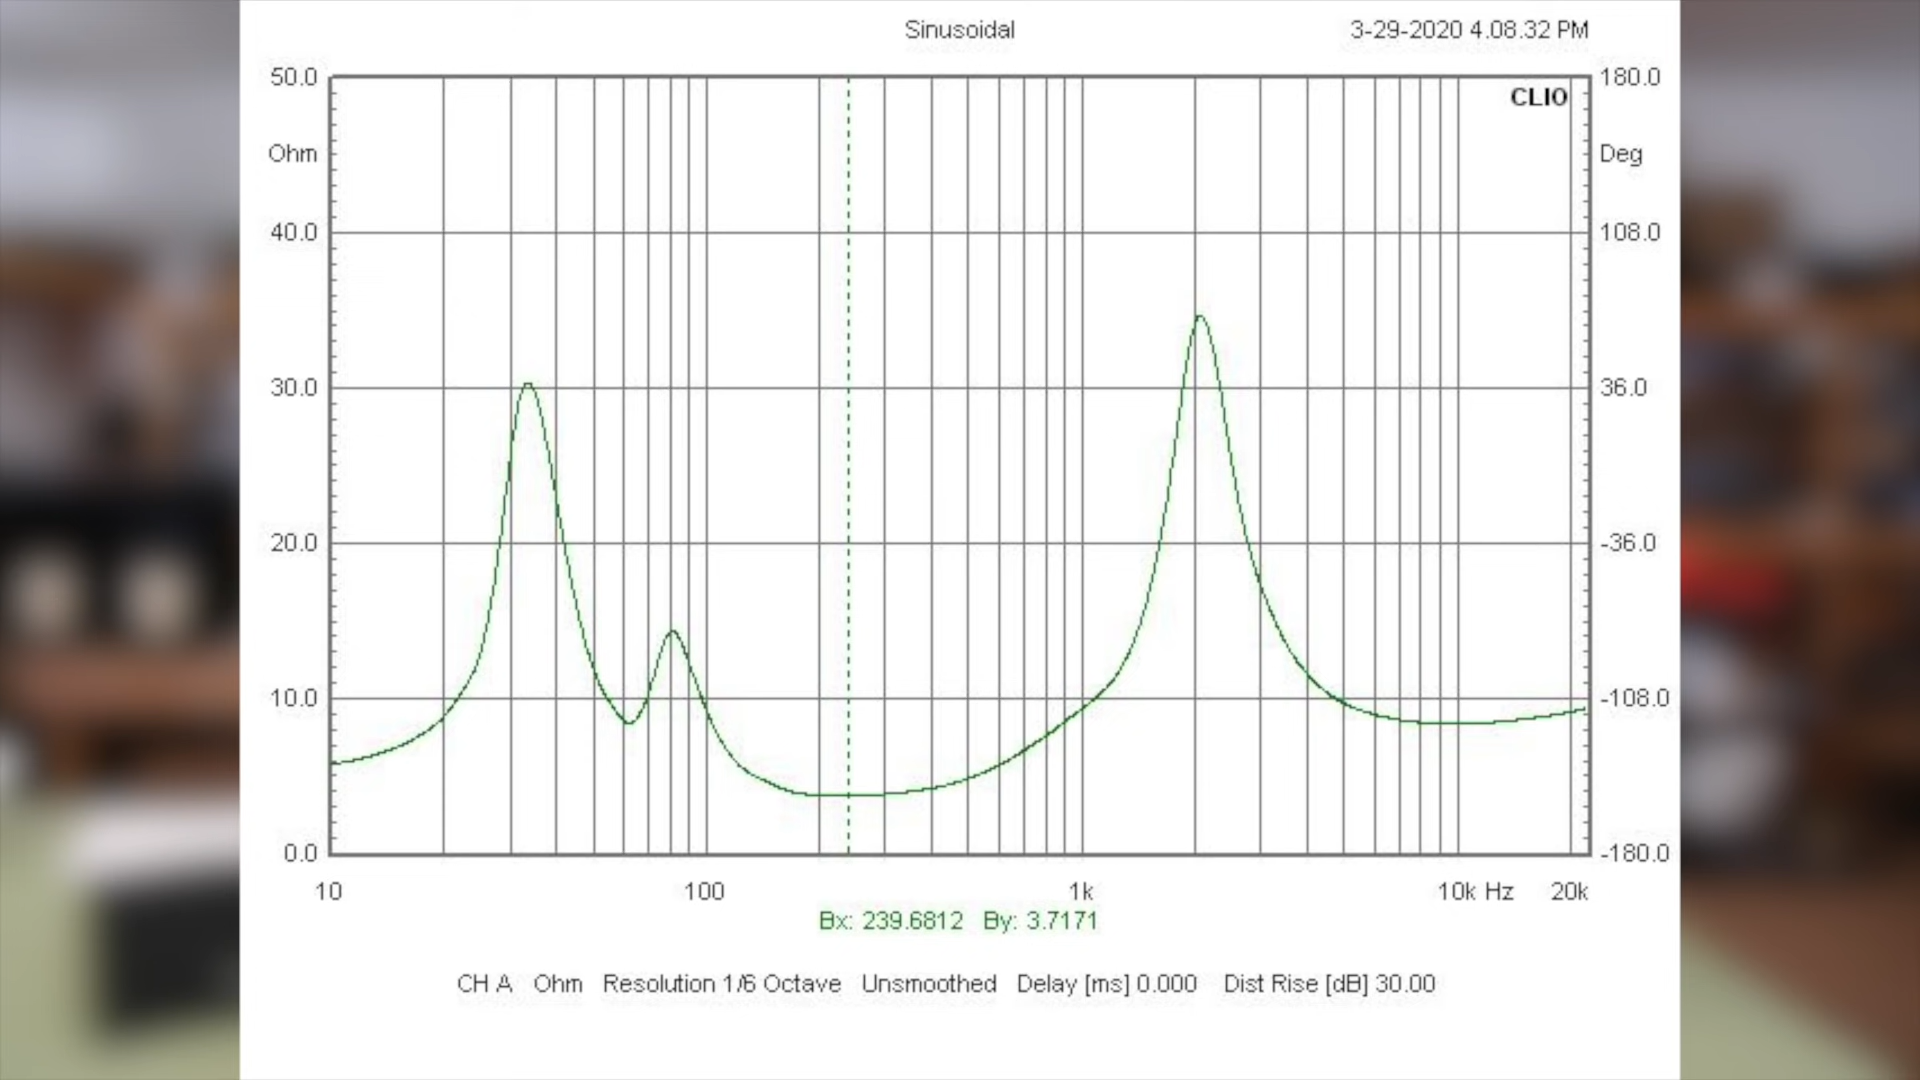 Sinusoidal 3-29-2020 4.08.32 PM
50.0 180.0
CLIO
Ohm Deg
40.0 108.0
30.0 36.0
20.0 -36.0
10.0 -108.0
0.0 -180.0
10 100 1k 10k Hz 20k
Bx: 239.6812 By: 3.7171
CH A Ohm Resolution 1/6 Octave Unsmoothed Delay [ms] 0.000 Dist Rise [dB] 30.00